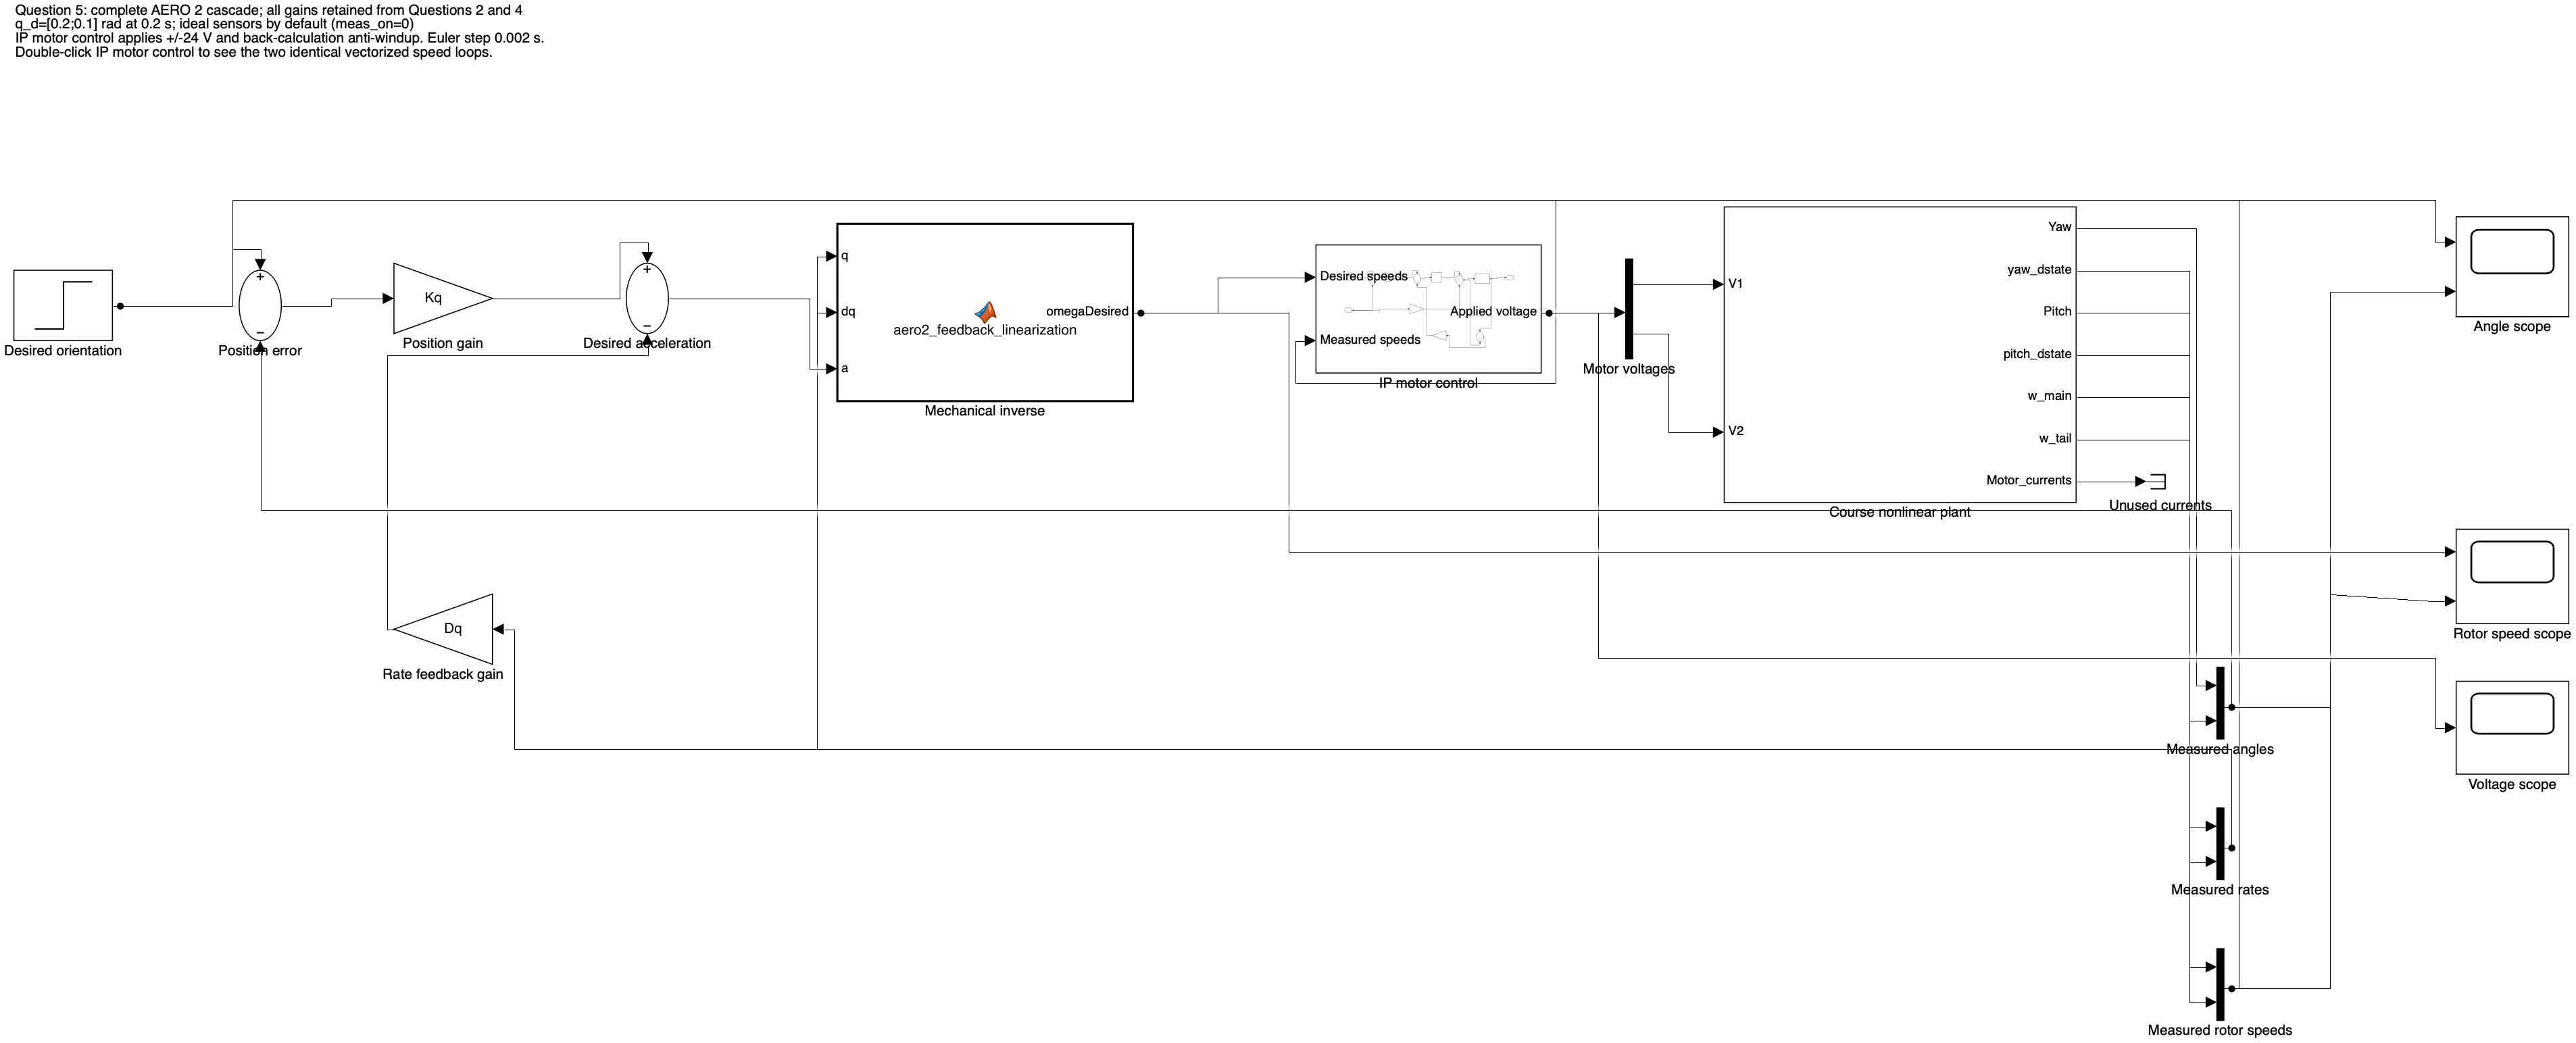 Question 5: complete AERO 2 cascade; all gains retained from Questions 2 and 4
q_d=[0.2;0.1] rad at 0.2 s; ideal sensors by default (meas_on=0)
IP motor control applies +/-24 V and back-calculation anti-windup. Euler step 0.002 s.
Double-click IP motor control to see the two identical vectorized speed loops.
Desired orientation
+
−
Position error
Kq
Position gain
+
−
Desired acceleration
q
dq
a
omegaDesired
aero2_feedback_linearization
Mechanical inverse
Desired speeds
Applied voltage
Measured speeds
IP motor control
Motor voltages
V1
V2
Yaw
yaw_dstate
Pitch
pitch_dstate
w_main
w_tail
Motor_currents
Course nonlinear plant
Unused currents
Angle scope
Rotor speed scope
Voltage scope
Dq
Rate feedback gain
Measured angles
Measured rates
Measured rotor speeds